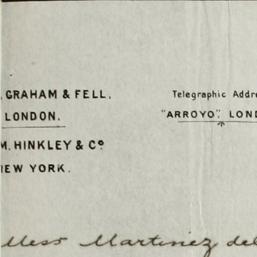 , GRAHAM & FELL,
LONDON.
M. HINKLEY & Co
NEW YORK.
Telegraphic Addre
"ARROYO", LOND
Mess Martinez del